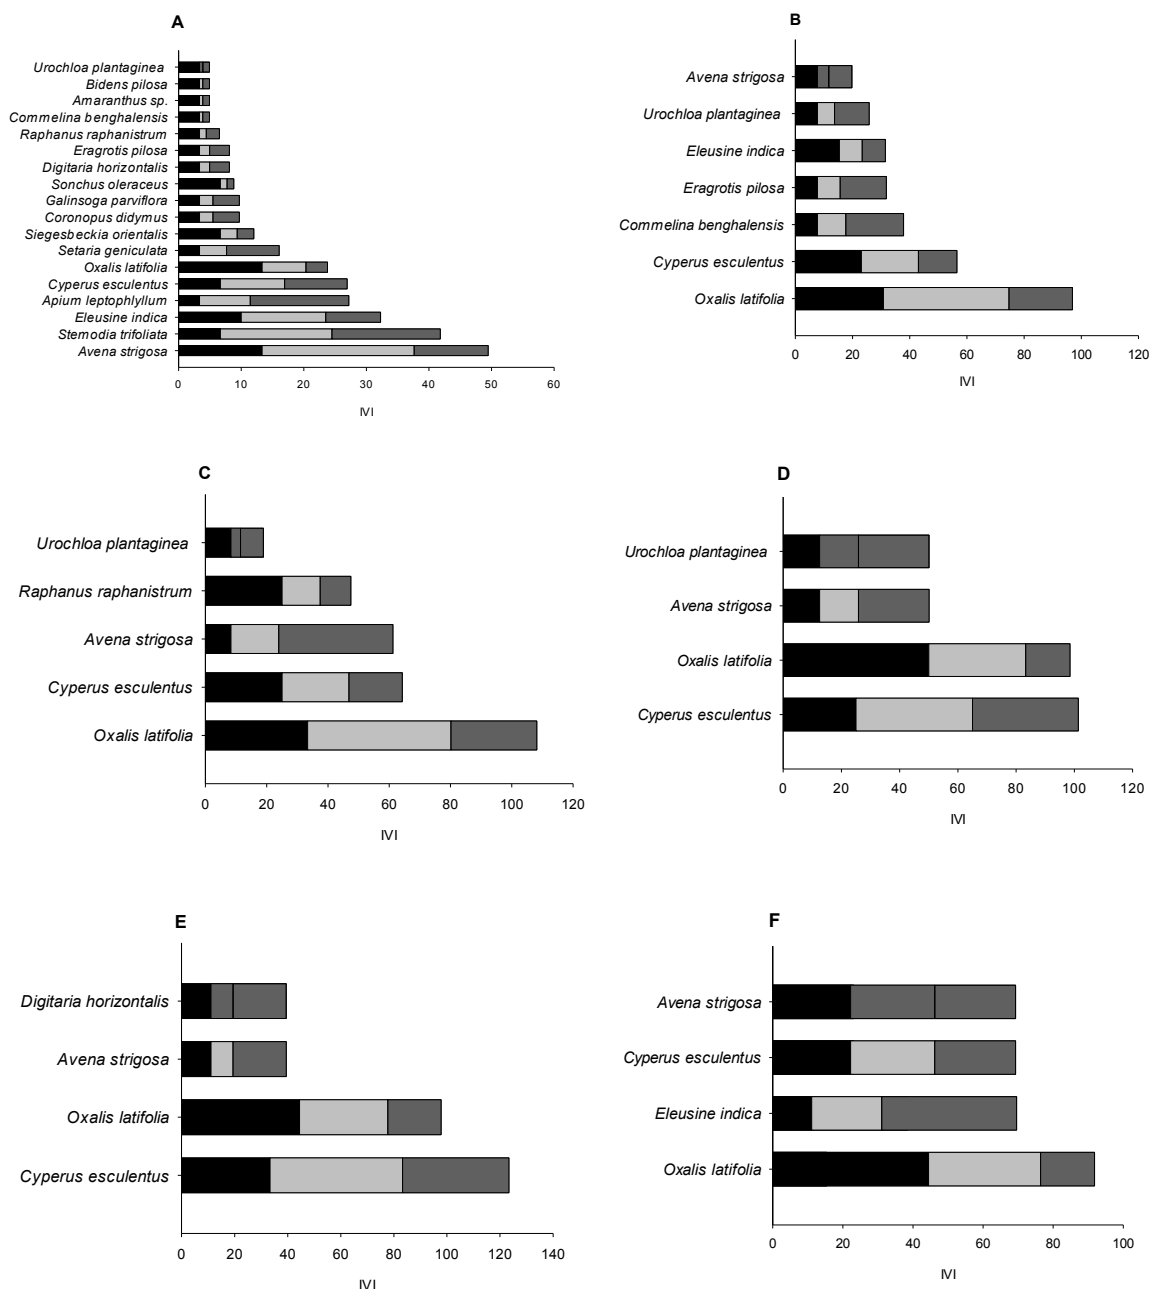 A
Urochloa plantaginea
Bidens pilosa
Amaranthus sp.
Commelina benghalensis
Raphanus raphanistrum
Eragrotis pilosa
Digitaria horizontalis
Sonchus oleraceus
Galinsoga parviflora
Coronopus didymus
Siegesbeckia orientalis
Setaria geniculata
Oxalis latifolia
Cyperus esculentus
Apium leptophyllum
Eleusine indica
Stemodia trifoliata
Avena strigosa
0 10 20 30 40 50 60
IVI
B
Avena strigosa
Urochloa plantaginea
Eleusine indica
Eragrotis pilosa
Commelina benghalensis
Cyperus esculentus
Oxalis latifolia
0 20 40 60 80 100 120
IVI
C
Urochloa plantaginea
Raphanus raphanistrum
Avena strigosa
Cyperus esculentus
Oxalis latifolia
0 20 40 60 80 100 120
IVI
D
Urochloa plantaginea
Avena strigosa
Oxalis latifolia
Cyperus esculentus
0 20 40 60 80 100 120
IVI
E
Digitaria horizontalis
Avena strigosa
Oxalis latifolia
Cyperus esculentus
0 20 40 60 80 100 120 140
IVI
F
Avena strigosa
Cyperus esculentus
Eleusine indica
Oxalis latifolia
0 20 40 60 80 100
IVI